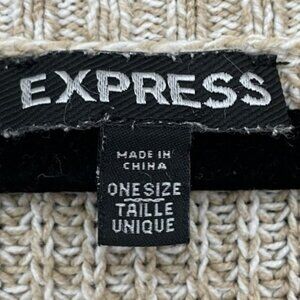 EXPRESS
MADE IN
CHINA
ONE SIZE
TAILLE
UNIQUE